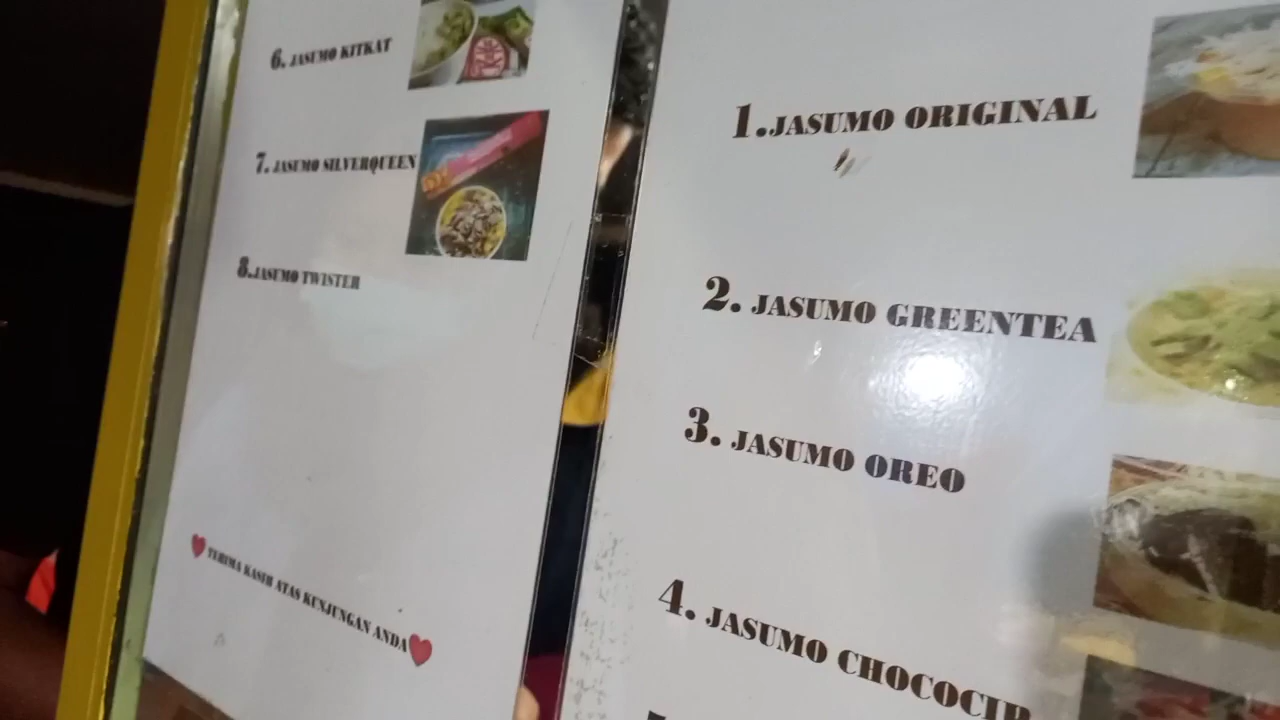 6. JASUMO KITKAT
7. JASUMO SILVERQUEEN
8.JASUMO TWISTER
TERIMA KASIH ATAS KUNJUNGAN ANDA
1.JASUMO ORIGINAL
2. JASUMO GREENTEA
3. JASUMO OREO
4. JASUMO CHOCOCIP